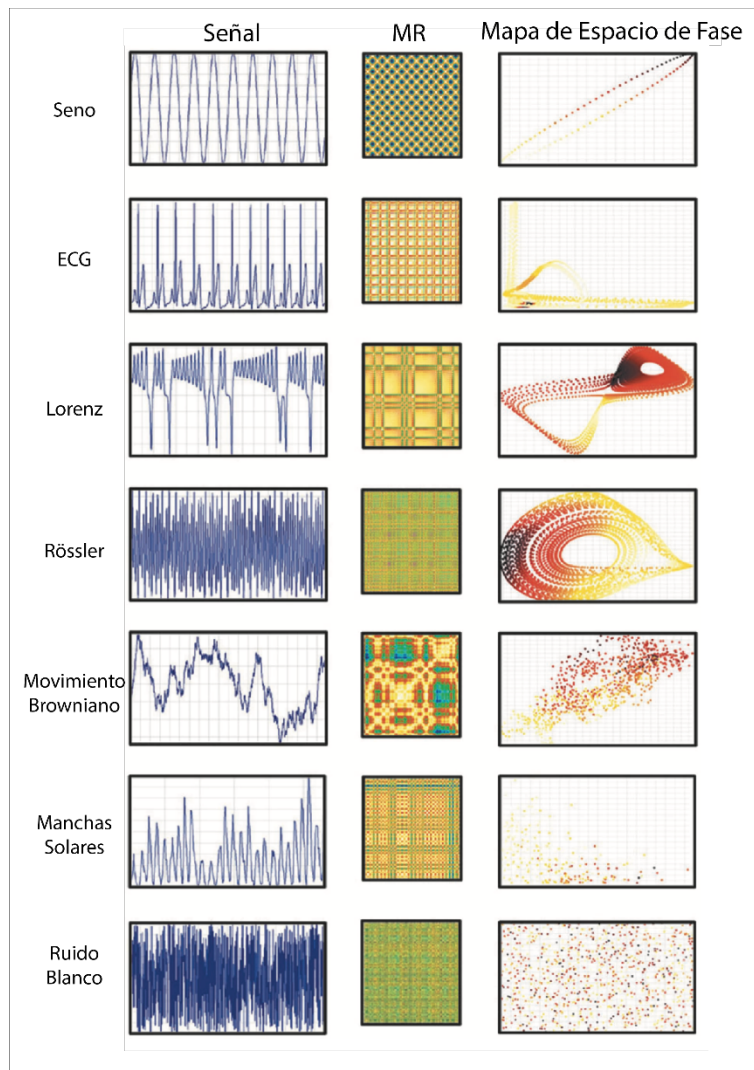 Señal MR Mapa de Espacio de Fase
Seno
ECG
Lorenz
Rössler
Movimiento
Browniano
Manchas
Solares
Ruido
Blanco